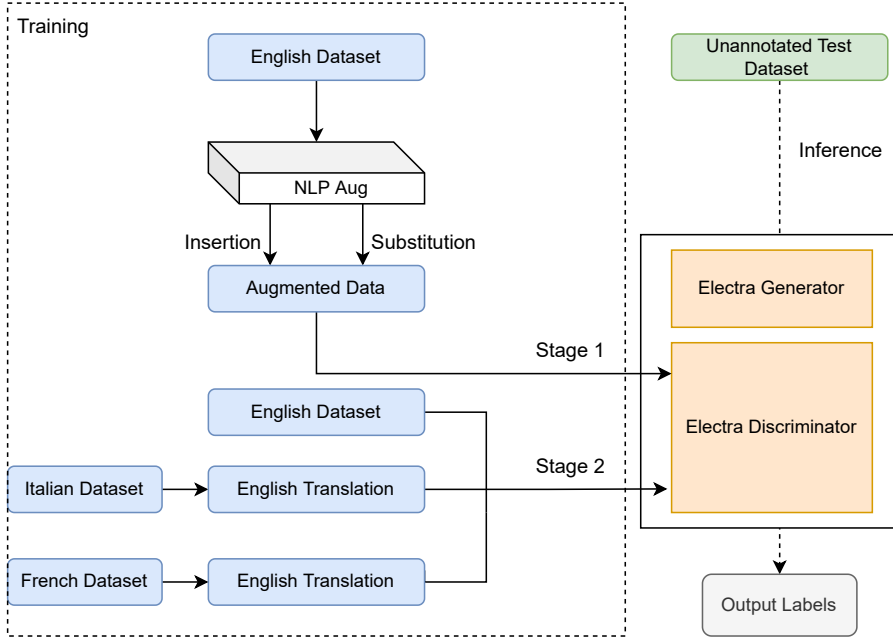 Training
English Dataset
NLP Aug
Insertion
Substitution
Augmented Data
Stage 1
English Dataset
Italian Dataset
English Translation
Stage 2
French Dataset
English Translation
Unannotated Test
Dataset
Inference
Electra Generator
Electra Discriminator
Output Labels